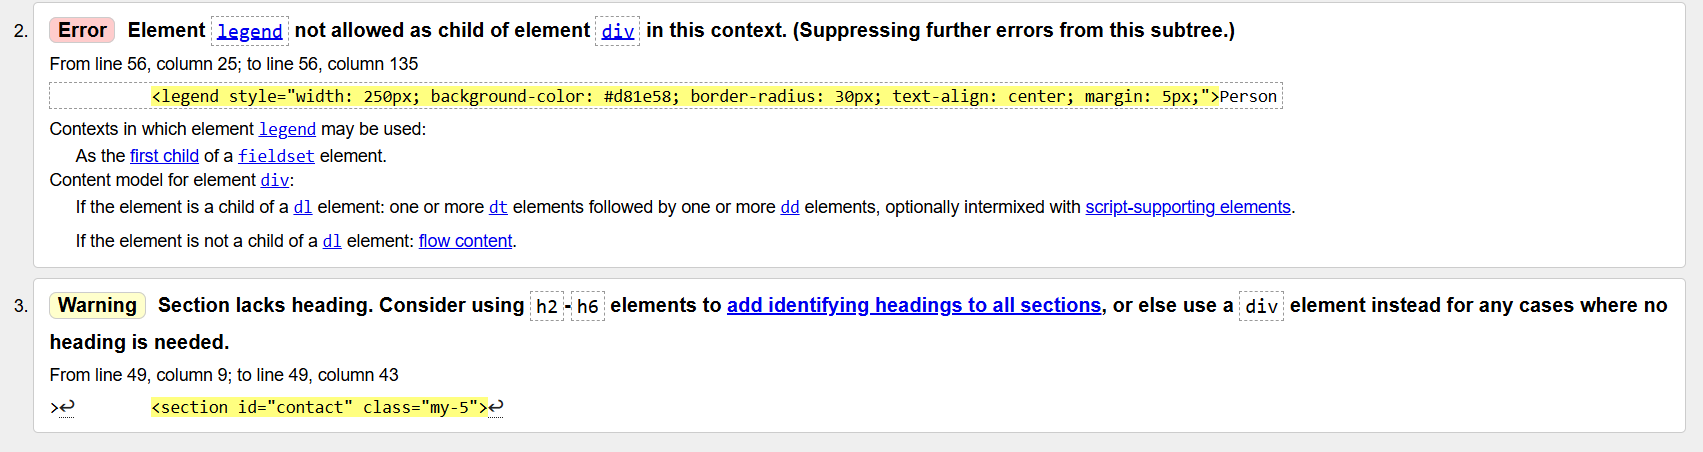 2. Error Element legend not allowed as child of element div in this context. (Suppressing further errors from this subtree.)
From line 56, column 25; to line 56, column 135
<legend style="width: 250px; background-color: #d81e58; border-radius: 30px; text-align: center; margin: 5px;">Person
Contexts in which element legend may be used:
As the first child of a fieldset element.
Content model for element div:
If the element is a child of a dl element: one or more dt elements followed by one or more dd elements, optionally intermixed with script-supporting elements.
If the element is not a child of a dl element: flow content.
3. Warning Section lacks heading. Consider using h2-h6 elements to add identifying headings to all sections, or else use a div element instead for any cases where no
heading is needed.
From line 49, column 9; to line 49, column 43
>↩ <section id="contact" class="my-5">↩